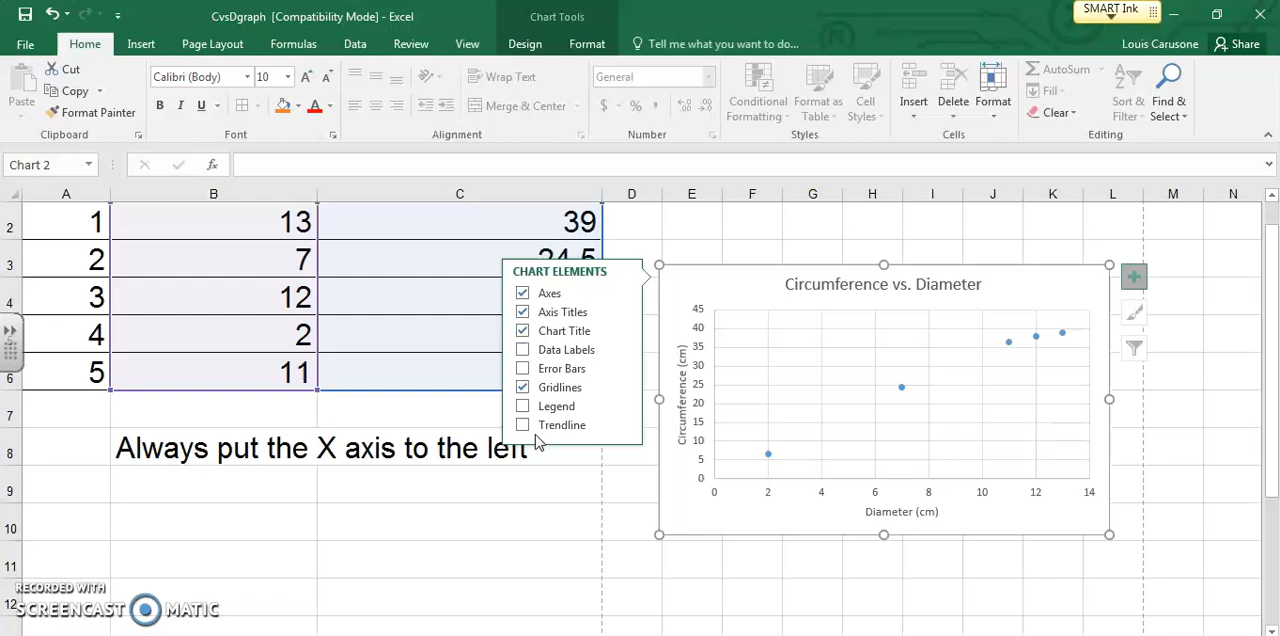 CvsDgraph [Compatibility Mode] - Excel
Chart Tools
SMART Ink
File
Home
Insert
Page Layout
Formulas
Data
Review
View
Design
Format
Tell me what you want to do...
Louis Carusone
Share
Paste
Cut
Copy
Format Painter
Clipboard
Calibri (Body)
10
B I U
Font
Wrap Text
Merge & Center
Alignment
General
$ % ,
Number
Conditional
Formatting
Format as
Table
Cell
Styles
Styles
Insert
Delete
Format
Cells
AutoSum
Fill
Clear
Sort &
Filter
Find &
Select
Editing
Chart 2
fx
A B C D E F G H I J K L M N
2 1 13 39
3 2 7 24.5
4 3 12
5 4 2
6 5 11
7
8 Always put the X axis to the left
9
10
11
12
CHART ELEMENTS
Axes
Axis Titles
Chart Title
Data Labels
Error Bars
Gridlines
Legend
Trendline
Circumference vs. Diameter
Circumference (cm)
45
40
35
30
25
20
15
10
5
0
0 2 4 6 8 10 12 14
Diameter (cm)
RECORDED WITH
SCREENCAST MATIC